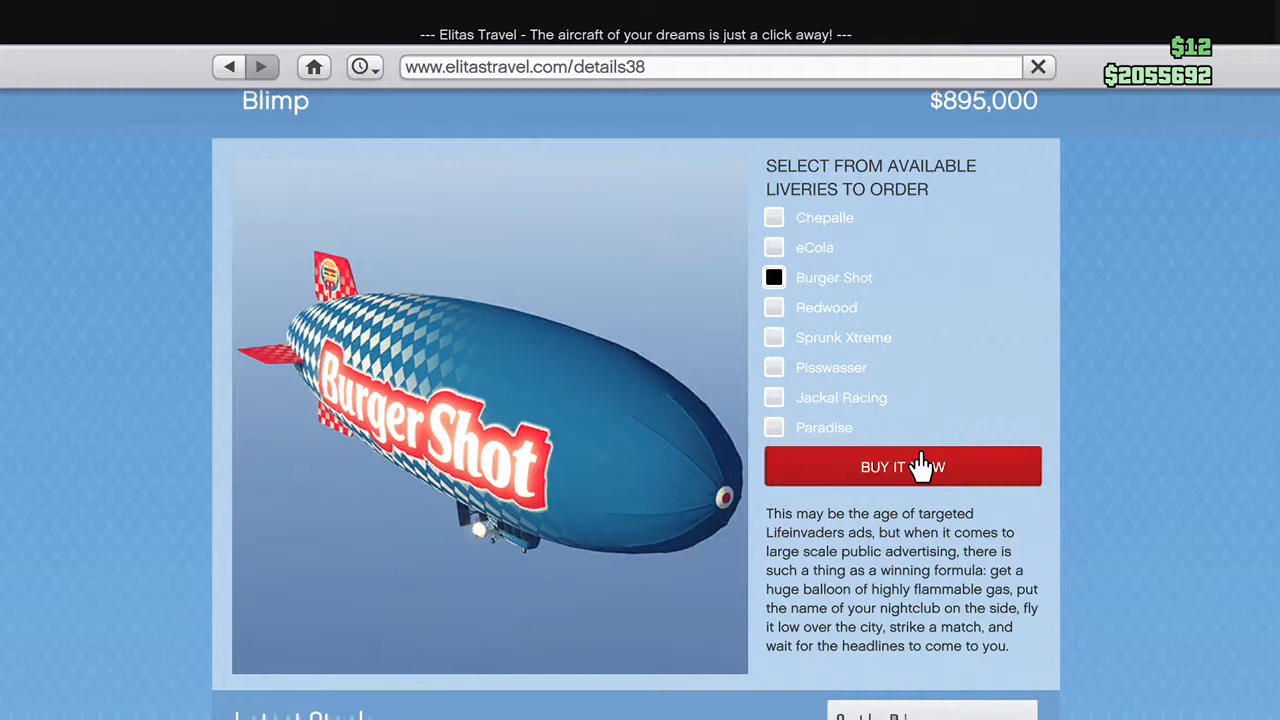 --- Elitas Travel - The aircraft of your dreams is just a click away! ---
$12
www.elitastravel.com/details38
$2055692
Blimp
$895,000
SELECT FROM AVAILABLE
LIVERIES TO ORDER
Chepalle
eCola
Burger Shot
Redwood
Sprunk Xtreme
Pisswasser
Jackal Racing
Paradise
BurgerShot
BUY IT
This may be the age of targeted
Lifeinvaders ads, but when it comes to
large scale public advertising, there is
such a thing as a winning formula: get a
huge balloon of highly flammable gas, put
the name of your nightclub on the side, fly
it low over the city, strike a match, and
wait for the headlines to come to you.